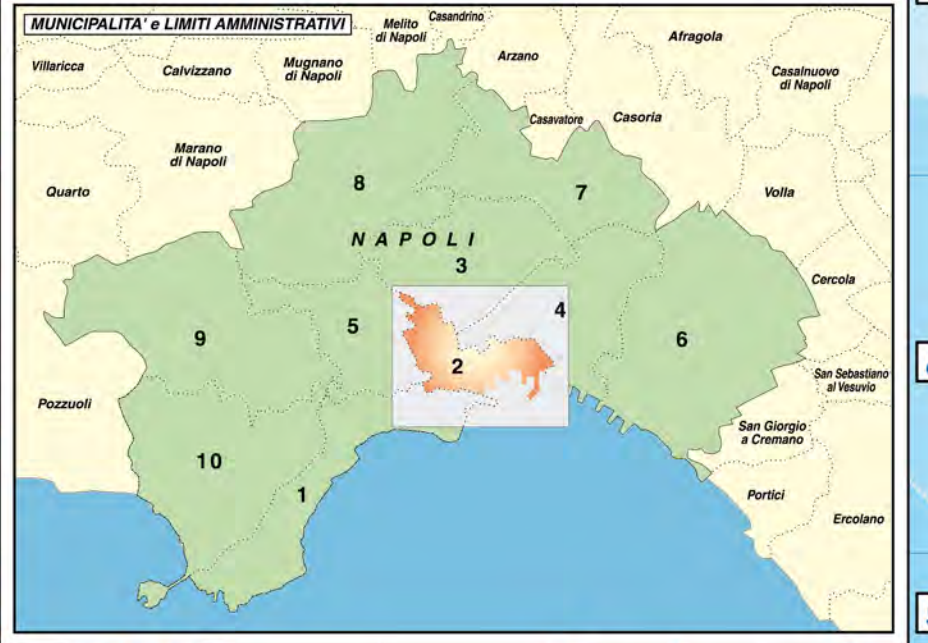 MUNICIPALITA' e LIMITI AMMINISTRATIVI
Melito
di Napoli
Casandrino
Arzano
Afragola
Villaricca
Calvizzano
Mugnano
di Napoli
Casalnuovo
di Napoli
Casavatore
Casoria
Marano
di Napoli
Quarto
8
7
Volla
NAPOLI
3
Cercola
4
5
9
6
2
San Sebastiano
al Vesuvio
Pozzuoli
San Giorgio
a Cremano
10
1
Portici
Ercolano